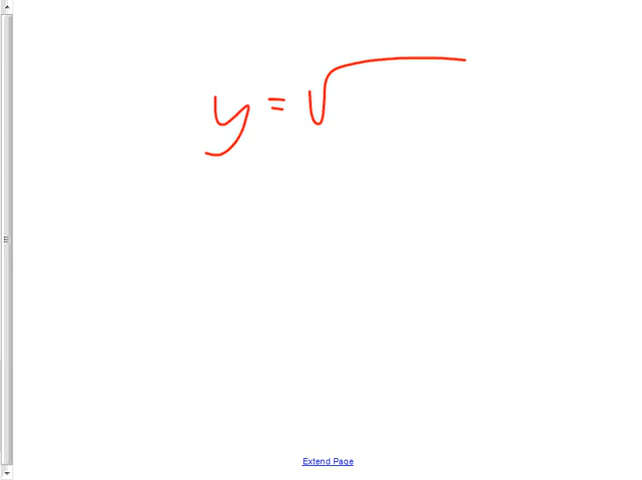 y = √
Extend Page